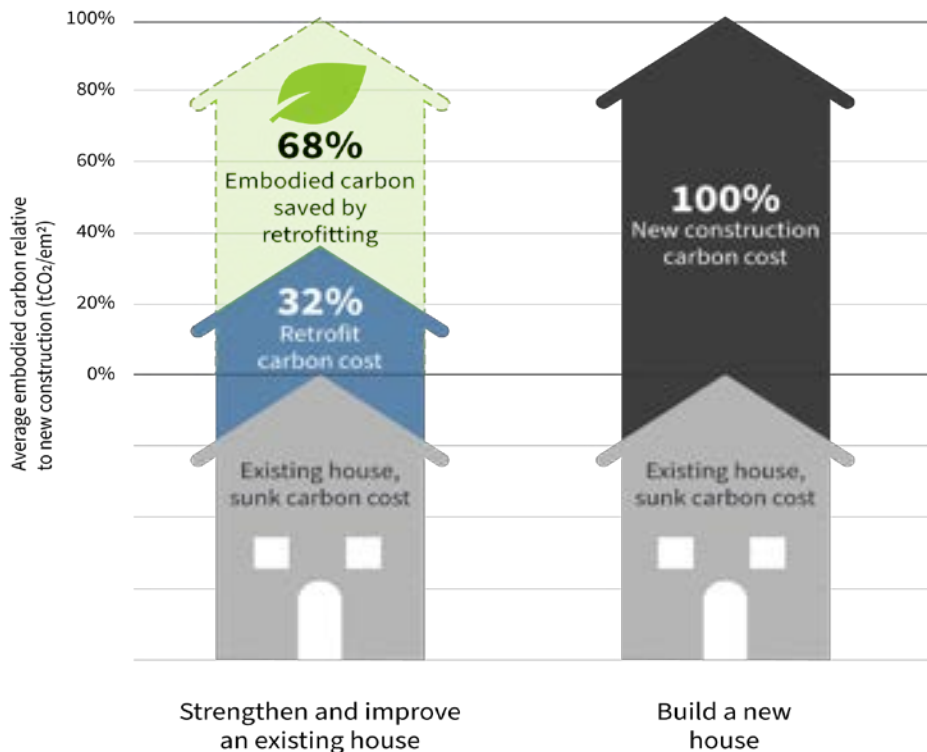 100%
80%
60%
40%
20%
0%
Average embodied carbon relative
to new construction (tCO₂/em²)
68%
Embodied carbon
saved by
retrofitting
32%
Retrofit
carbon cost
Existing house,
sunk carbon cost
100%
New construction
carbon cost
Existing house,
sunk carbon cost
Strengthen and improve
an existing house
Build a new
house